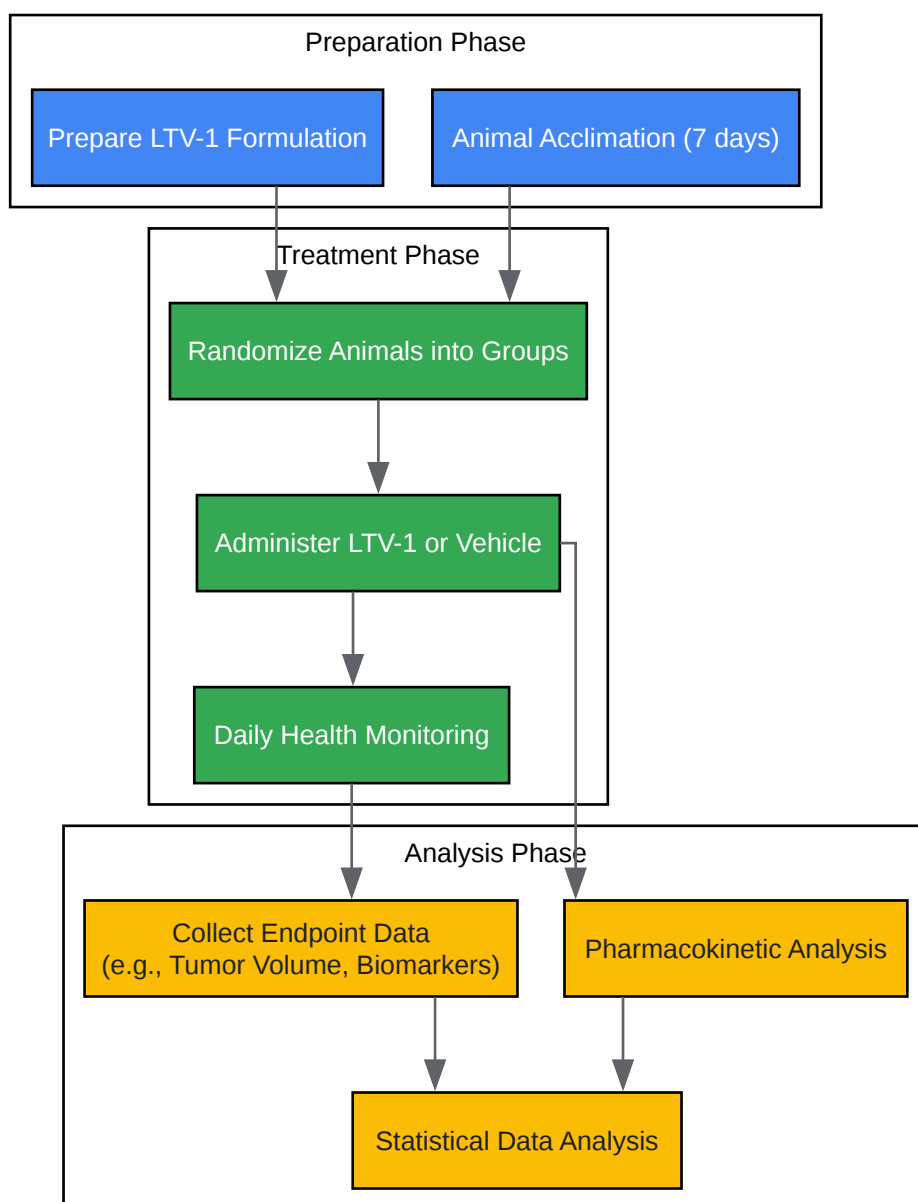 Preparation Phase
Prepare LTV-1 Formulation
Animal Acclimation (7 days)
Treatment Phase
Randomize Animals into Groups
Administer LTV-1 or Vehicle
Daily Health Monitoring
Analysis Phase
Collect Endpoint Data
(e.g., Tumor Volume, Biomarkers)
Pharmacokinetic Analysis
Statistical Data Analysis